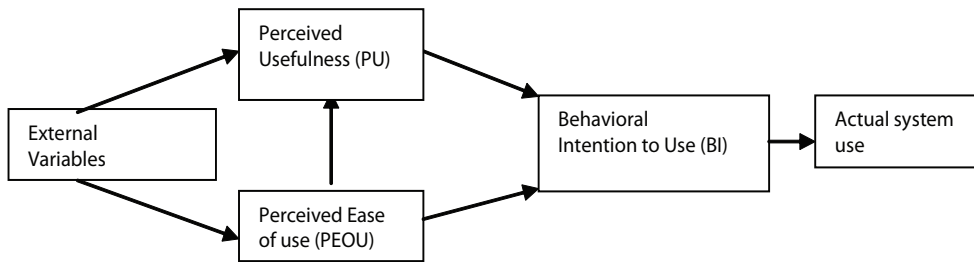 Perceived
Usefulness (PU)
External
Variables
Perceived Ease
of use (PEOU)
Behavioral
Intention to Use (BI)
Actual system
use